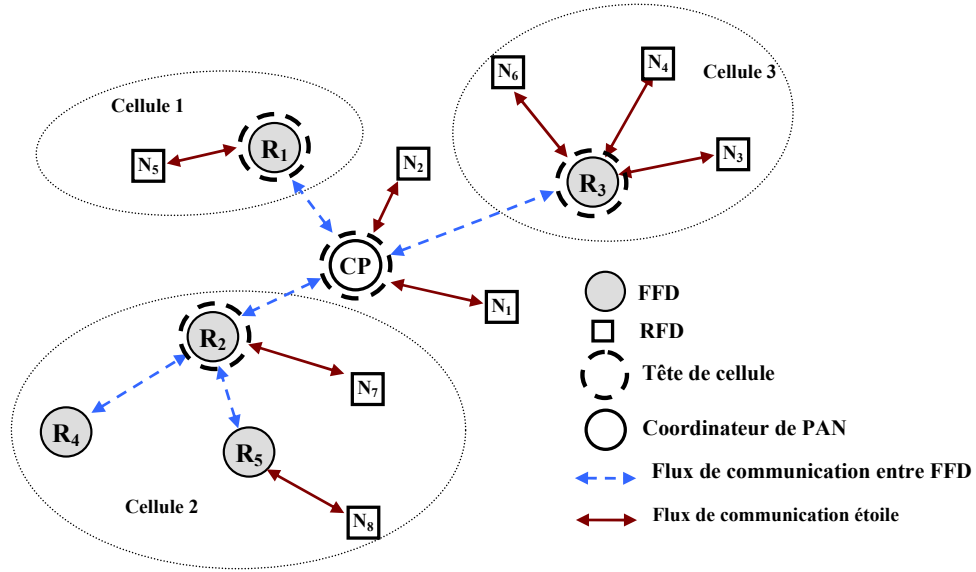 N₆
N₄
Cellule 3
Cellule 1
R₁
N₅
N₂
N₃
R₃
CP
N₁
FFD
RFD
R₂
Tête de cellule
N₇
R₄
R₅
Coordinateur de PAN
Flux de communication entre FFD
Cellule 2
N₈
Flux de communication étoile